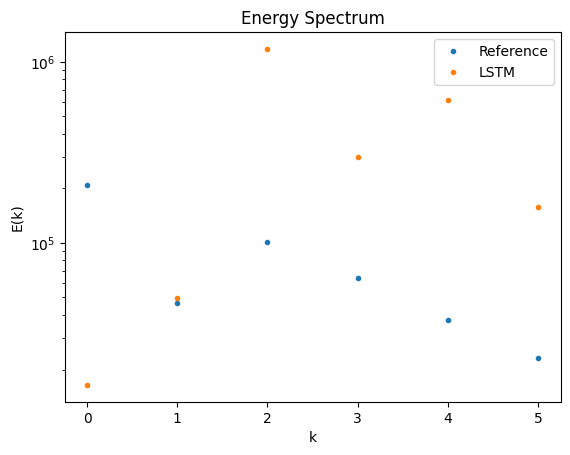 Energy Spectrum
Reference
LSTM
10^6
10^5
E(k)
0 1 2 3 4 5
k